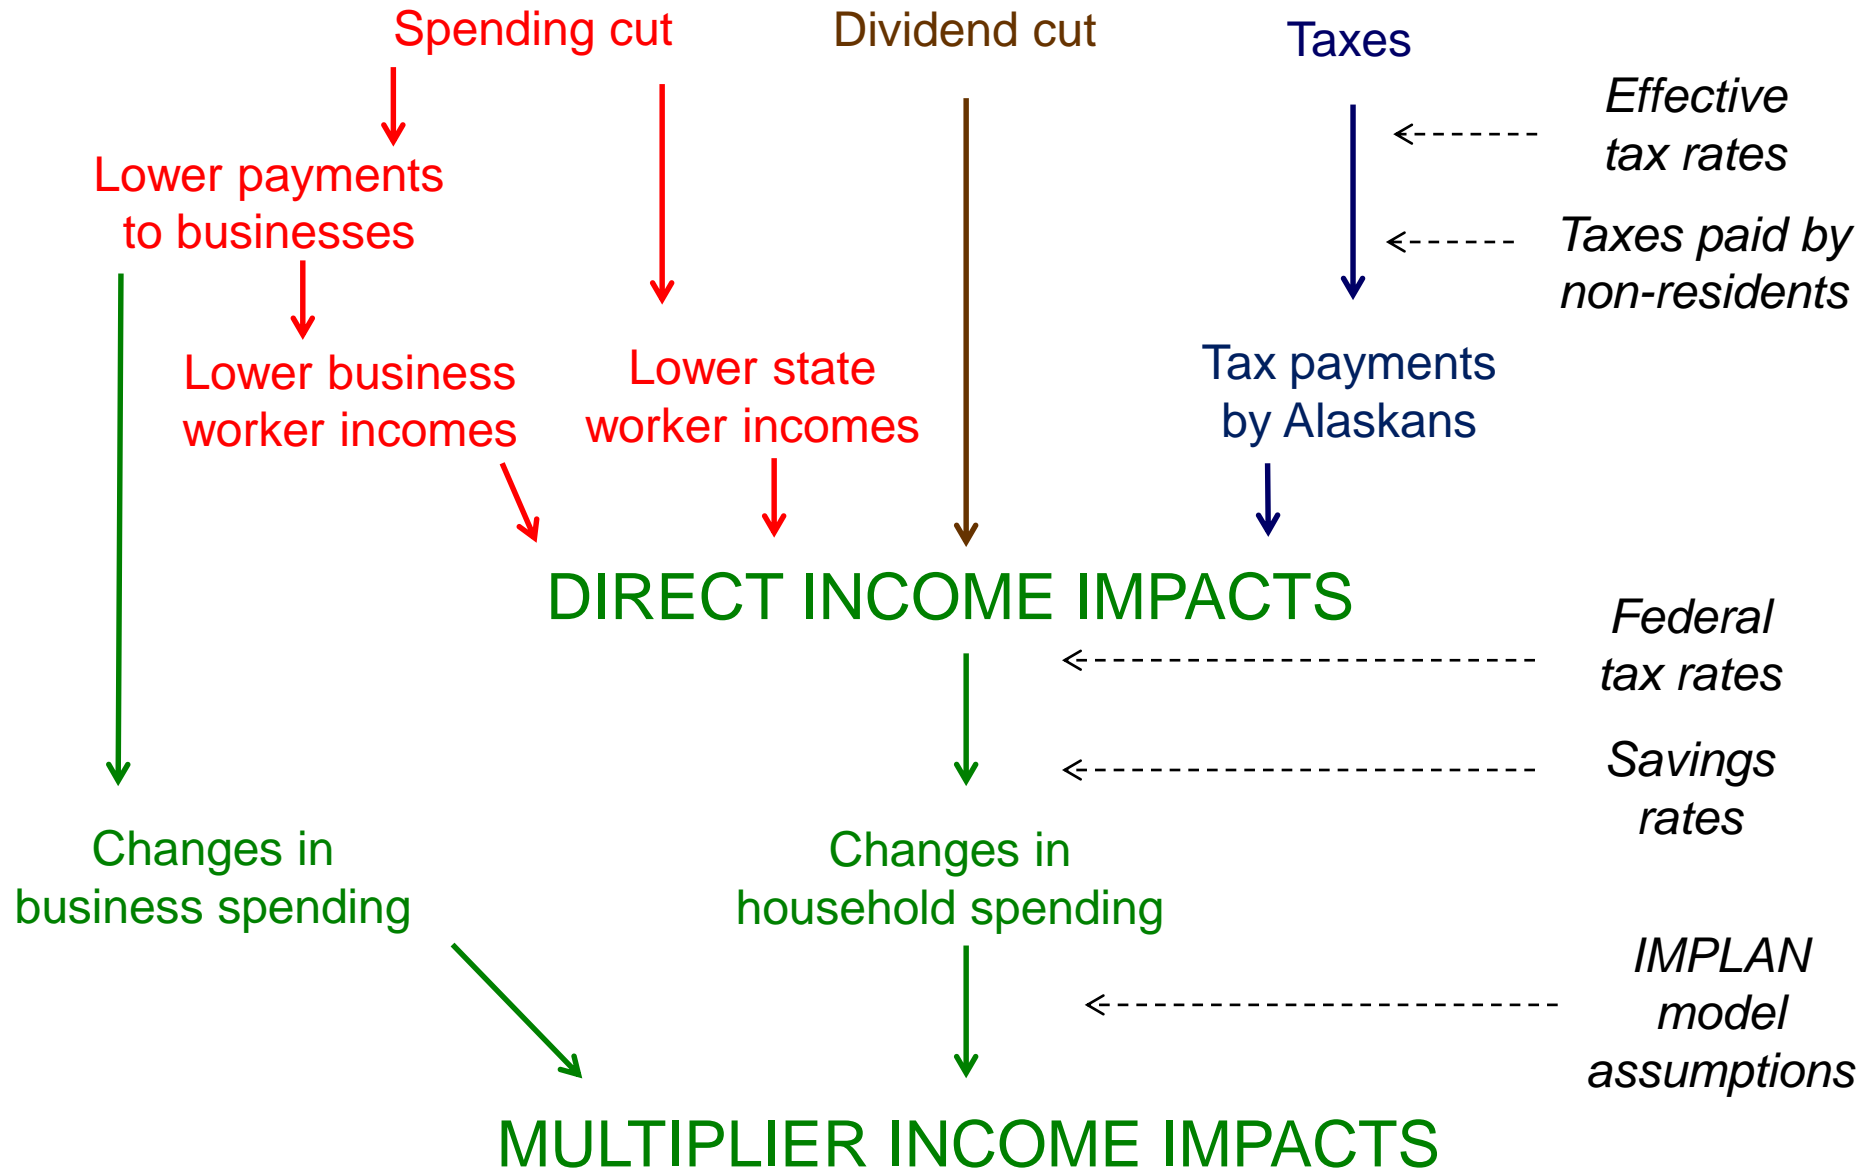 Spending cut
Dividend cut
Taxes
Effective
tax rates
Lower payments
to businesses
Taxes paid by
non-residents
Lower business
worker incomes
Lower state
worker incomes
Tax payments
by Alaskans
DIRECT INCOME IMPACTS
Federal
tax rates
Savings
rates
Changes in
business spending
Changes in
household spending
IMPLAN
model
assumptions
MULTIPLIER INCOME IMPACTS